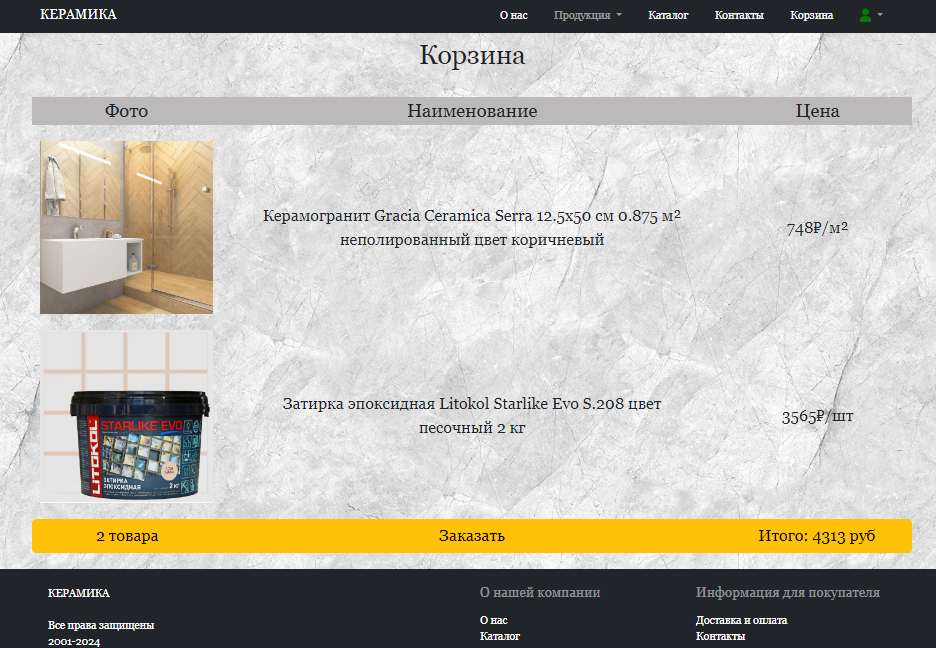 КЕРАМИКА
О нас
Продукция
Каталог
Контакты
Корзина
Корзина
Фото
Наименование
Цена
Керамогранит Gracia Ceramica Serra 12.5x50 см 0.875 м²
неполированный цвет коричневый
748₽/м²
LITOKOL
STARLIKE EVO
ЗАТИРКА
ЭПОКСИДНАЯ
2 кг
Затирка эпоксидная Litokol Starlike Evo S.208 цвет
песочный 2 кг
3565₽/шт
2 товара
Заказать
Итого: 4313 руб
КЕРАМИКА
Все права защищены
2001-2024
О нашей компании
О нас
Каталог
Информация для покупателя
Доставка и оплата
Контакты